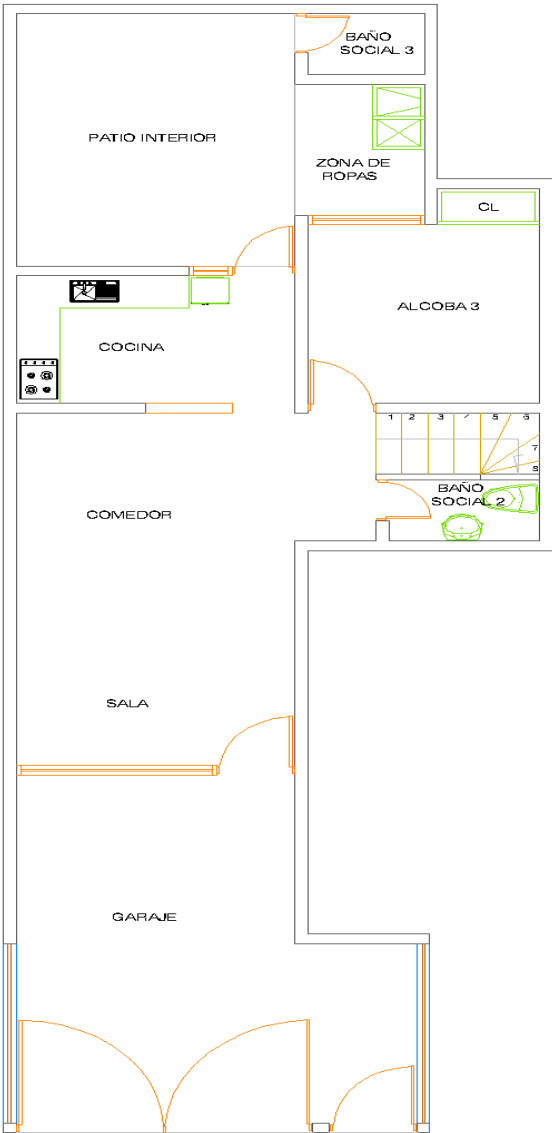 BAÑO
SOCIAL 3
PATIO INTERIOR
ZONA DE
ROPAS
CL
ALCOBA 3
COCINA
1 2 3 4 5 6
7
8
BAÑO
SOCIAL 2
COMEDOR
SALA
GARAJE